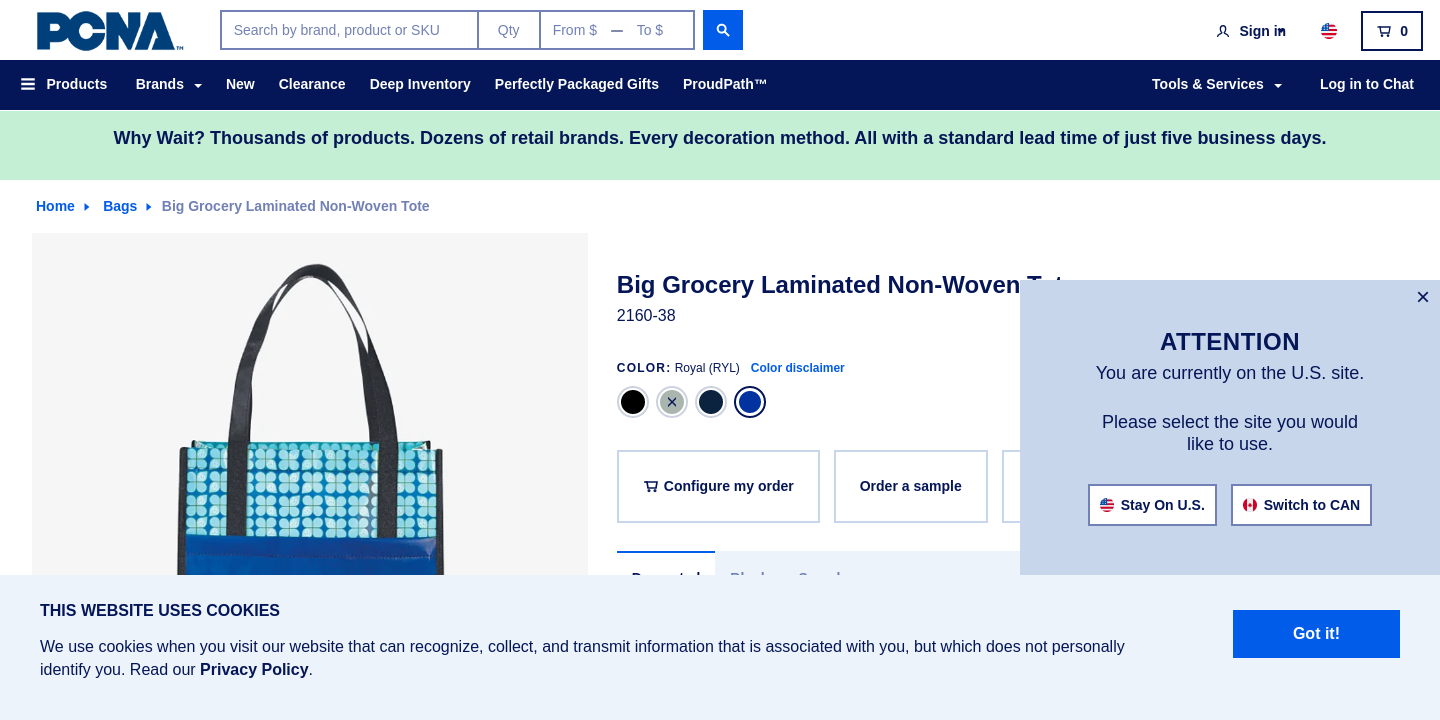 PCNA™
Search by brand, product or SKU
Qty
From $ — To $
Sign in
0
Products
Brands
New
Clearance
Deep Inventory
Perfectly Packaged Gifts
ProudPath™
Tools & Services
Log in to Chat
Why Wait? Thousands of products. Dozens of retail brands. Every decoration method. All with a standard lead time of just five business days.
Home
Bags
Big Grocery Laminated Non-Woven Tote
Big Grocery Laminated Non-Woven
2160-38
COLOR: Royal (RYL) Color disclaimer
Configure my order
Order a sample
×
ATTENTION
You are currently on the U.S. site.
Please select the site you would
like to use.
Stay On U.S.
Switch to CAN
THIS WEBSITE USES COOKIES
We use cookies when you visit our website that can recognize, collect, and transmit information that is associated with you, but which does not personally
identify you. Read our Privacy Policy.
Got it!